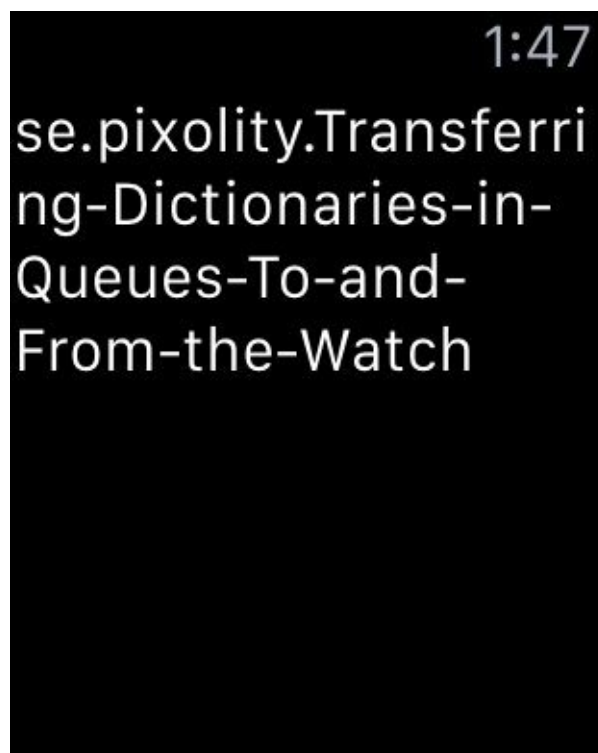 1:47
se.pixolity.Transferri
ng-Dictionaries-in-
Queues-To-and-
From-the-Watch